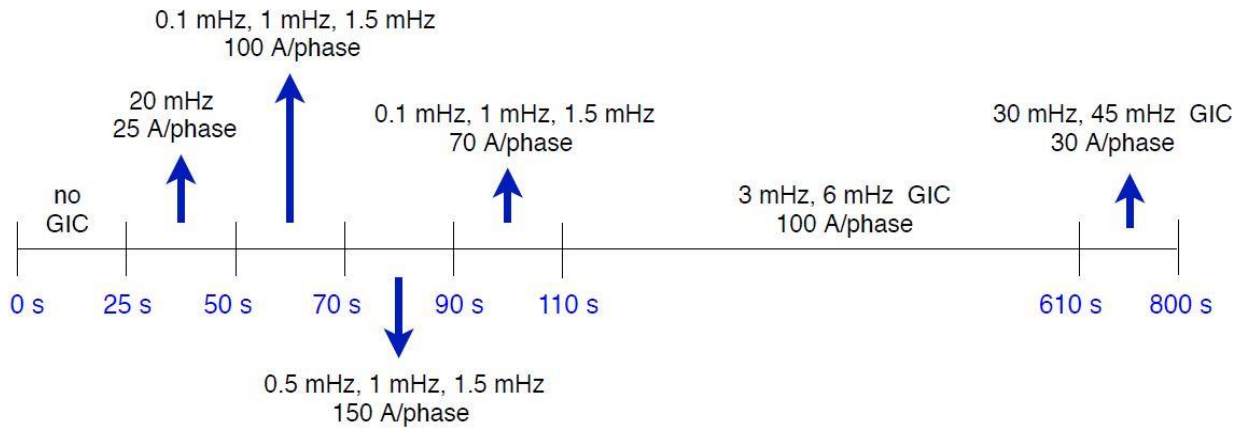 0.1 mHz, 1 mHz, 1.5 mHz
100 A/phase
20 mHz
25 A/phase
0.1 mHz, 1 mHz, 1.5 mHz
70 A/phase
30 mHz, 45 mHz GIC
30 A/phase
no
GIC
3 mHz, 6 mHz GIC
100 A/phase
0 s
25 s
50 s
70 s
90 s
110 s
610 s
800 s
0.5 mHz, 1 mHz, 1.5 mHz
150 A/phase